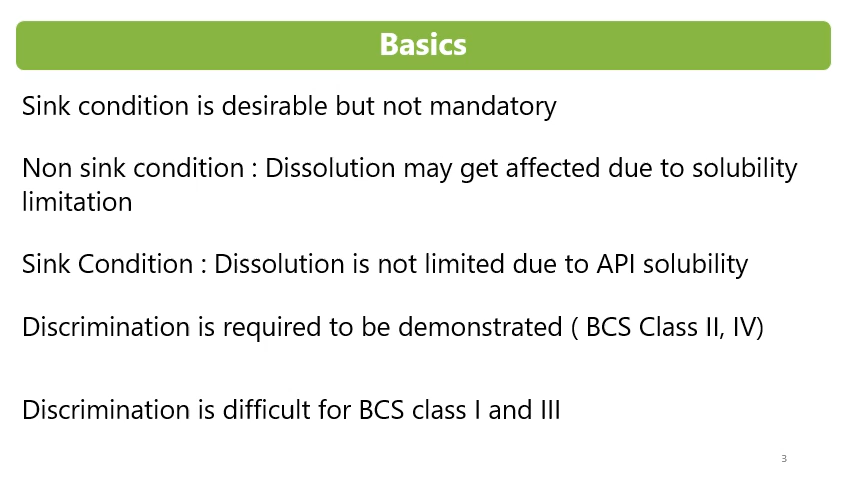 Basics
Sink condition is desirable but not mandatory
Non sink condition : Dissolution may get affected due to solubility
limitation
Sink Condition : Dissolution is not limited due to API solubility
Discrimination is required to be demonstrated ( BCS Class II, IV)
Discrimination is difficult for BCS class I and III
3